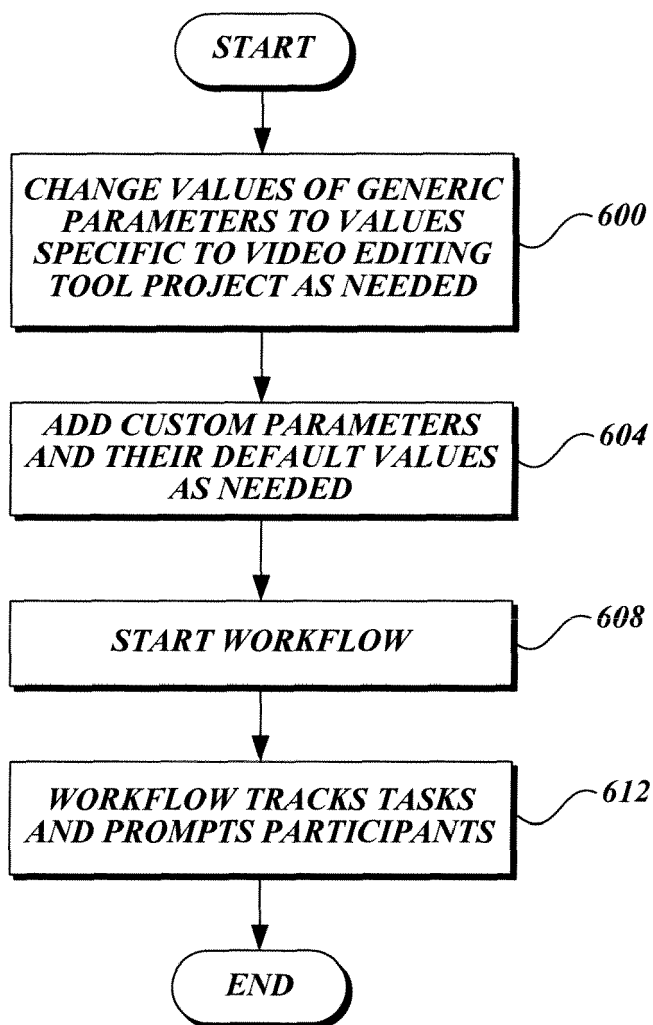 START
CHANGE VALUES OF GENERIC
PARAMETERS TO VALUES
SPECIFIC TO VIDEO EDITING
TOOL PROJECT AS NEEDED
600
ADD CUSTOM PARAMETERS
AND THEIR DEFAULT VALUES
AS NEEDED
604
START WORKFLOW
608
WORKFLOW TRACKS TASKS
AND PROMPTS PARTICIPANTS
612
END